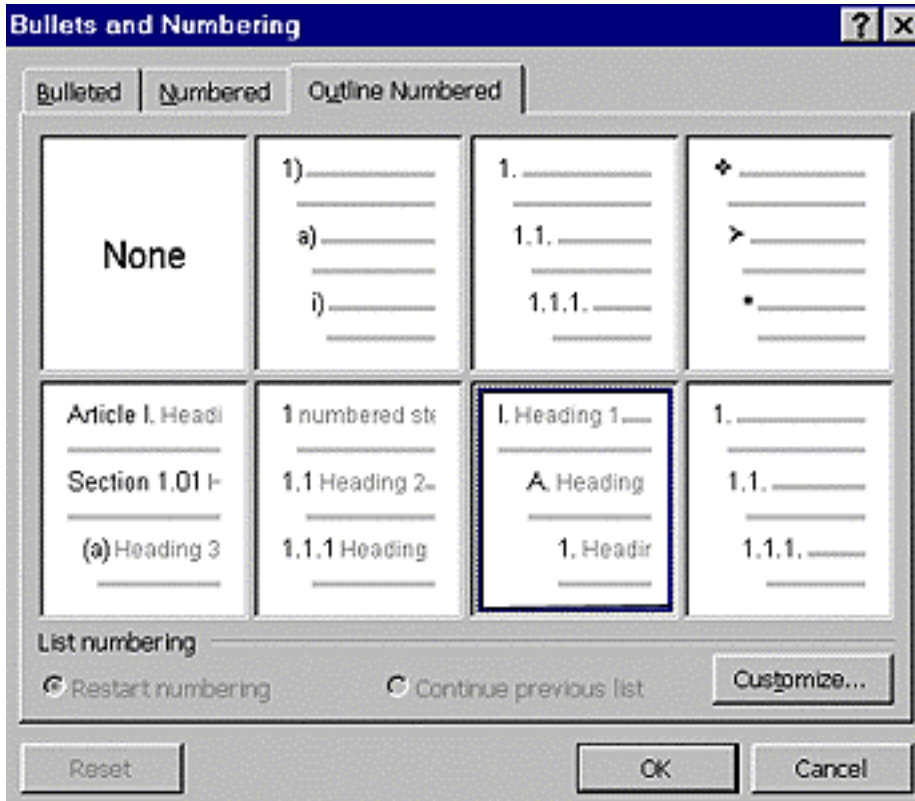 Bullets and Numbering
Bulleted Numbered Outline Numbered
None
1)
a)
i)
1.
1.1.
1.1.1.
Article I. Headi
Section 1.01 H
(a) Heading 3
1 numbered ste
1.1 Heading 2
1.1.1 Heading
I. Heading 1
A. Heading
1. Headir
1.
1.1.
1.1.1.
List numbering
Restart numbering Continue previous list Customize...
Reset OK Cancel